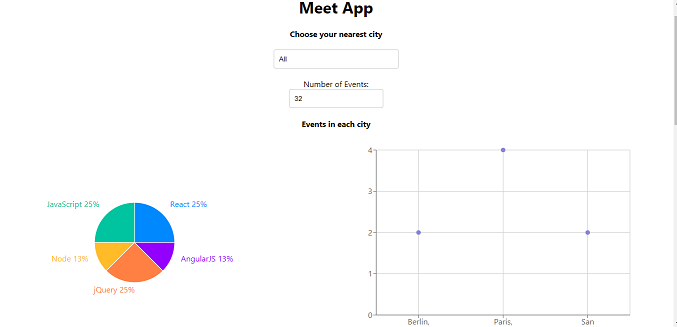 Meet App
Choose your nearest city
All
Number of Events:
32
Events in each city
JavaScript 25%
React 25%
Node 13%
AngularJS 13%
jQuery 25%
4
3
2
1
0
Berlin,
Paris,
San